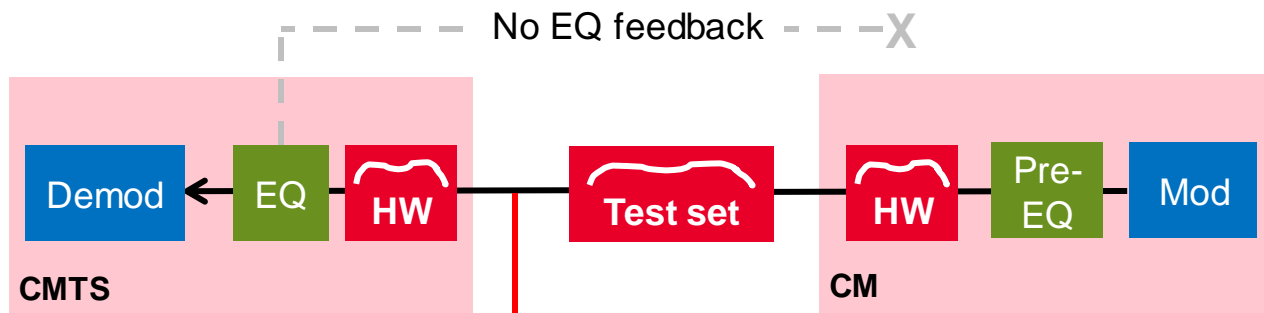 No EQ feedback
X
Demod
EQ
HW
Test set
HW
Pre-
EQ
Mod
CMTS
CM